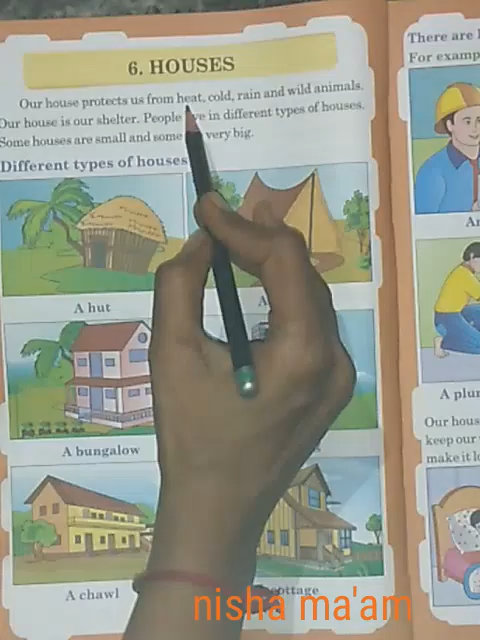 6. HOUSES
Our house protects us from heat, cold, rain and wild animals.
Our house is our shelter. People in different types of houses.
Some houses are small and some very big.
Different types of houses
A hut
A
A bungalow
A chawl
cottage
nisha ma'am
There are
For examp
A
A plu
Our hous
keep our
make it l